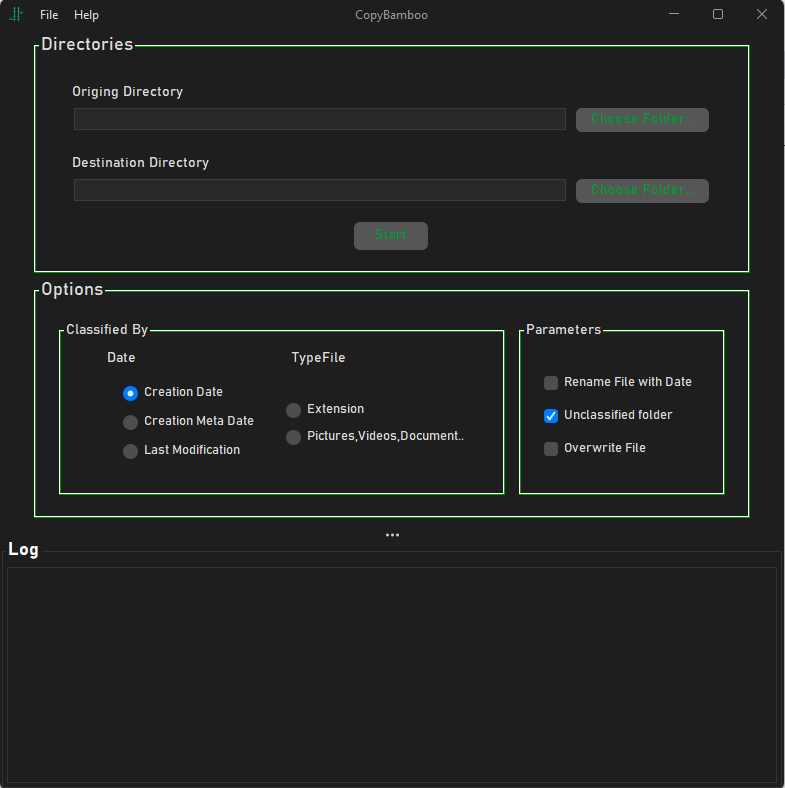 File Help CopyBamboo
Directories
Origing Directory
Choose Folder...
Destination Directory
Choose Folder...
Start
Options
Classified By
Date TypeFile
Creation Date
Creation Meta Date
Last Modification
Extension
Pictures,Videos,Document..
Parameters
Rename File with Date
Unclassified folder
Overwrite File
...
Log